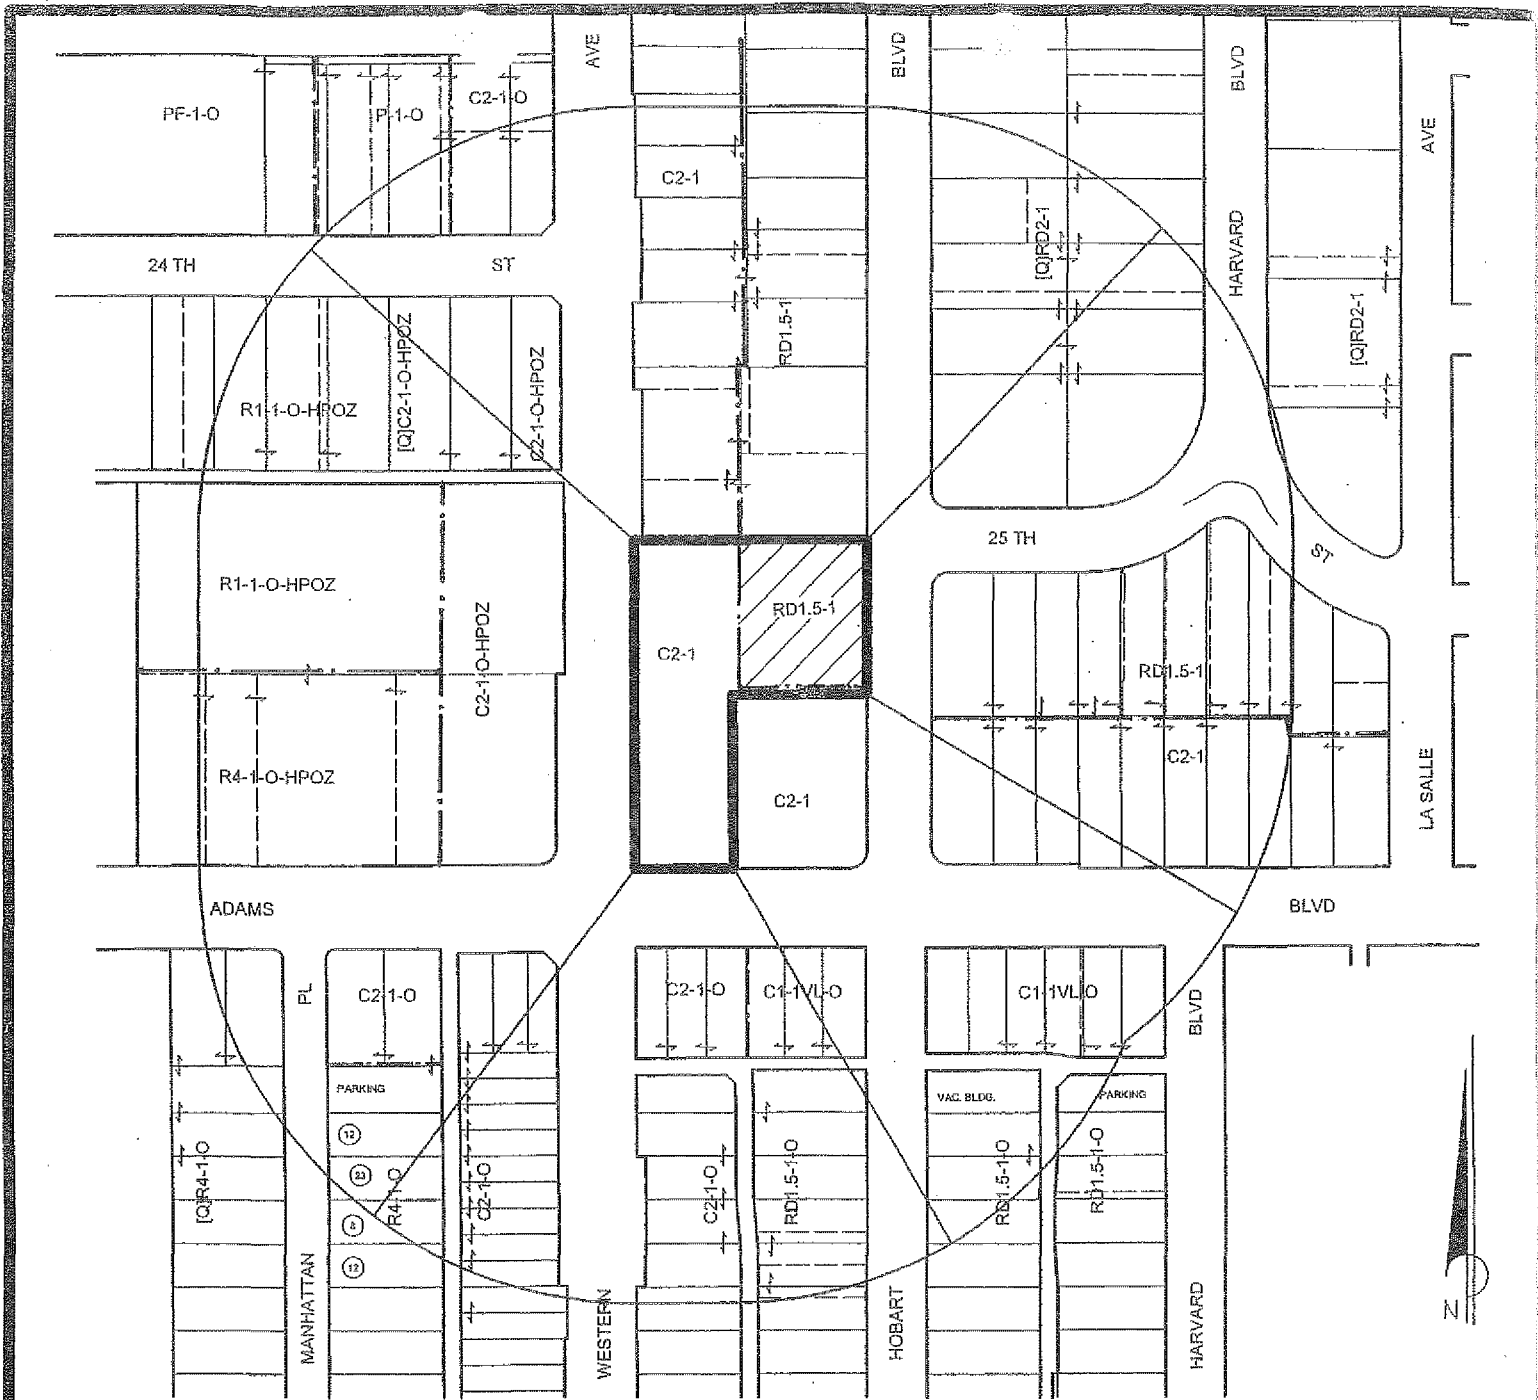 AVE
BLVD
BLVD
AVE
PF-1-O
P-1-O
C2-1-O
C2-1
HARVARD
[Q]RD2-1
24 TH
ST
RD1.5-1
[Q]RD2-1
R1-1-O-HPOZ
[Q]C2-1-O-HPOZ
C2-1-O-HPOZ
25 TH
ST
R1-1-O-HPOZ
RD1.5-1
C2-1
C2-1-O-HPOZ
RD1.5-1
C2-1
R4-1-O-HPOZ
C2-1
LA SALLE
ADAMS
BLVD
PL
C2-1-O
C2-1-O
C1-1VL-O
C1-1VL-O
BLVD
PARKING
VAC. BLDG.
PARKING
12
23
[Q]R4-1-O
R4-1-O
C2-1-O
C2-1-O
RD1.5-1-O
RD1.5-1-O
RD1.5-1-O
12
MANHATTAN
WESTERN
HOBART
HARVARD
N